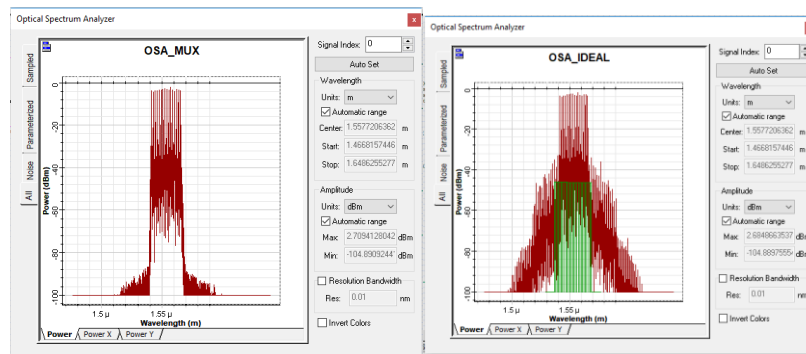 Optical Spectrum Analyzer
x
OSA_MUX
Signal Index: 0
Auto Set
Wavelength
Units: m
Automatic range
Center: 1.5577206362 m
Start: 1.4668157446 m
Stop: 1.6486255277 m
Amplitude
Units: dBm
Automatic range
Max: 2.7094128042 dBm
Min: -104.8909244 dBm
Resolution Bandwidth
Res: 0.01 nm
Invert Colors
Sampled
Parameterized
Noise
All
Power (dBm)
0
-20
-40
-60
-80
-100
1.5 µ
1.55 µ
Wavelength (m)
Power
Power X
Power Y
Optical Spectrum Analyzer
OSA_IDEAL
Signal Index: 0
Auto Set
Wavelength
Units: m
Automatic range
Center: 1.5577206362 m
Start: 1.4668157446 m
Stop: 1.6486255277 m
Amplitude
Units: dBm
Automatic range
Max: 2.6848663537 dBm
Min: -104.8897555 dBm
Resolution Bandwidth
Res: 0.01 nm
Invert Colors
Sampled
Parameterized
Noise
All
Power (dBm)
0
-20
-40
-60
-80
-100
1.5 µ
1.55 µ
Wavelength (m)
Power
Power X
Power Y